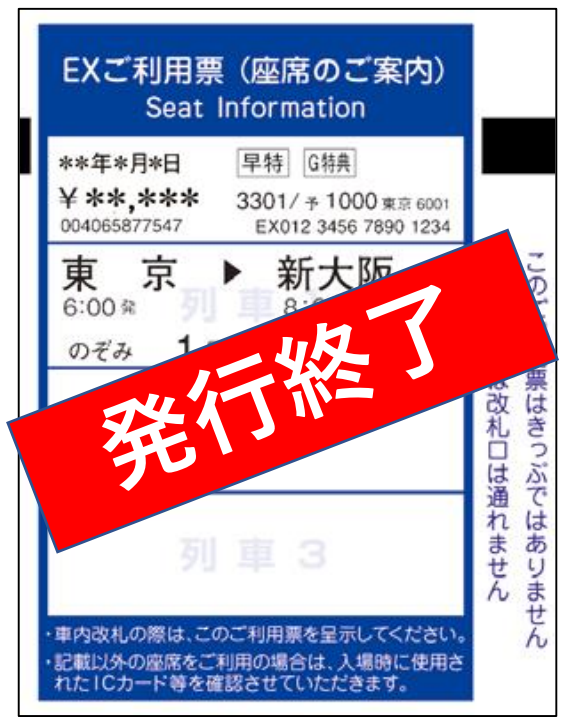 EXご利用票（座席のご案内）
Seat Information
**年*月*日 早特 G特典
￥**,*** 3301/予1000東京6001
004065877547 EX012 3456 7890 1234
東 京 ▶ 新大阪
6:00発 列車 8:
のぞみ 1
発行終了
列車3
・車内改札の際は、このご利用票を呈示してください。
・記載以外の座席をご利用の場合は、入場時に使用さ
れたICカード等を確認させていただきます。
このご 票はきっぷではありません
は改札口は通れません